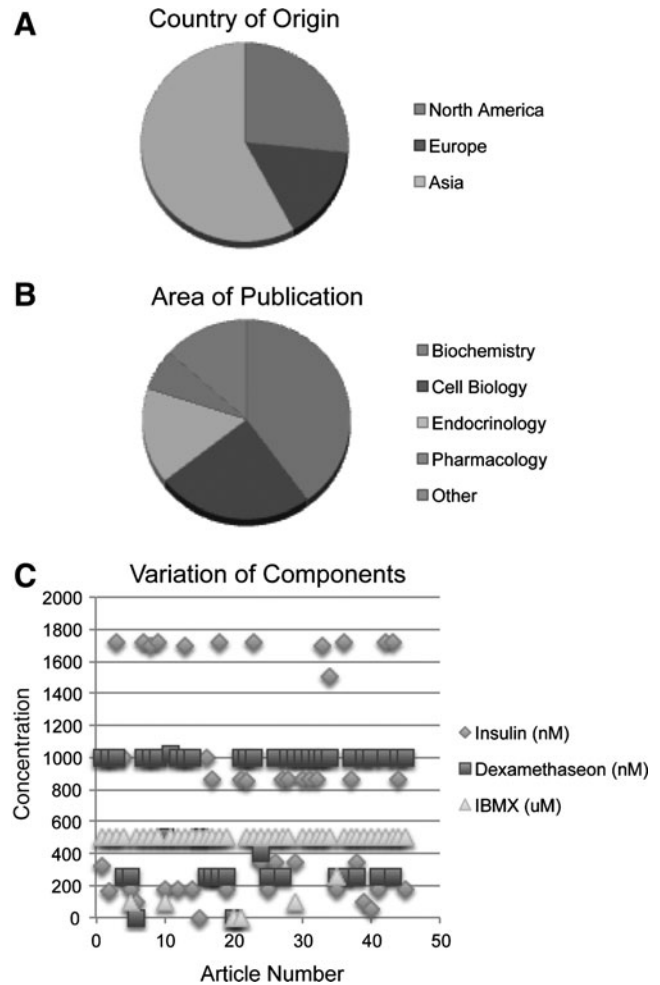 A
Country of Origin
North America
Europe
Asia
B
Area of Publication
Biochemistry
Cell Biology
Endocrinology
Pharmacology
Other
C
Variation of Components
Concentration
2000
1800
1600
1400
1200
1000
800
600
400
200
0
0 10 20 30 40 50
Article Number
Insulin (nM)
Dexamethaseon (nM)
IBMX (uM)